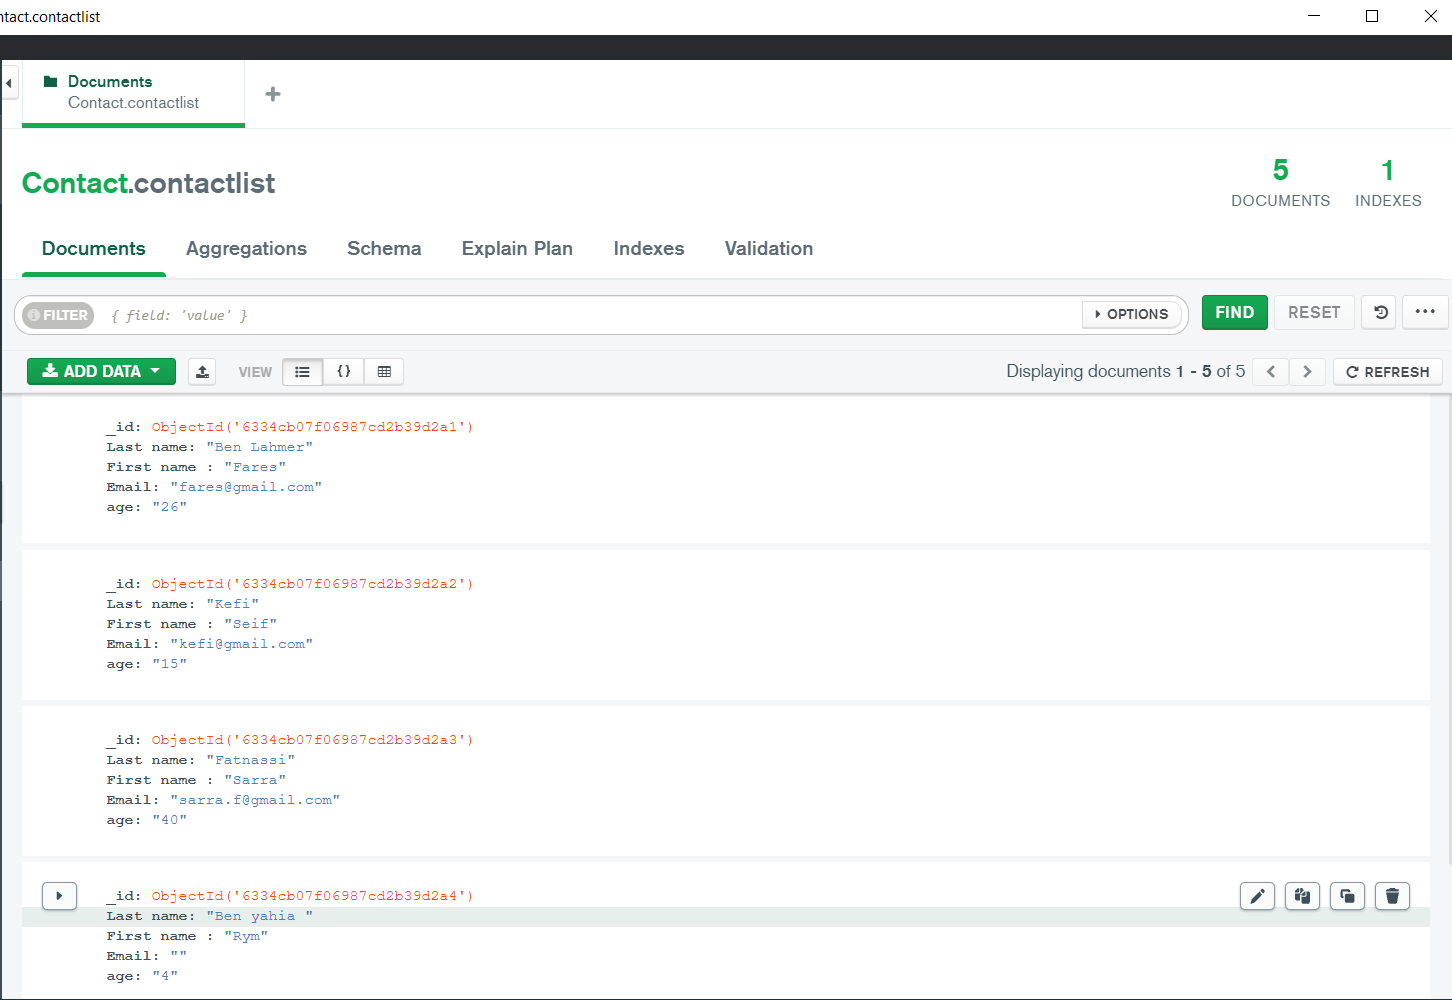 ntact.contactlist
Documents
Contact.contactlist
Contact.contactlist
5
DOCUMENTS
1
INDEXES
Documents Aggregations Schema Explain Plan Indexes Validation
FILTER { field: 'value' } OPTIONS FIND RESET
ADD DATA VIEW {} Displaying documents 1 - 5 of 5 REFRESH
_id: ObjectId('6334cb07f06987cd2b39d2a1')
Last name: "Ben Lahmer"
First name : "Fares"
Email: "fares@gmail.com"
age: "26"
_id: ObjectId('6334cb07f06987cd2b39d2a2')
Last name: "Kefi"
First name : "Seif"
Email: "kefi@gmail.com"
age: "15"
_id: ObjectId('6334cb07f06987cd2b39d2a3')
Last name: "Fatnassi"
First name : "Sarra"
Email: "sarra.f@gmail.com"
age: "40"
_id: ObjectId('6334cb07f06987cd2b39d2a4')
Last name: "Ben yahia "
First name : "Rym"
Email: ""
age: "4"